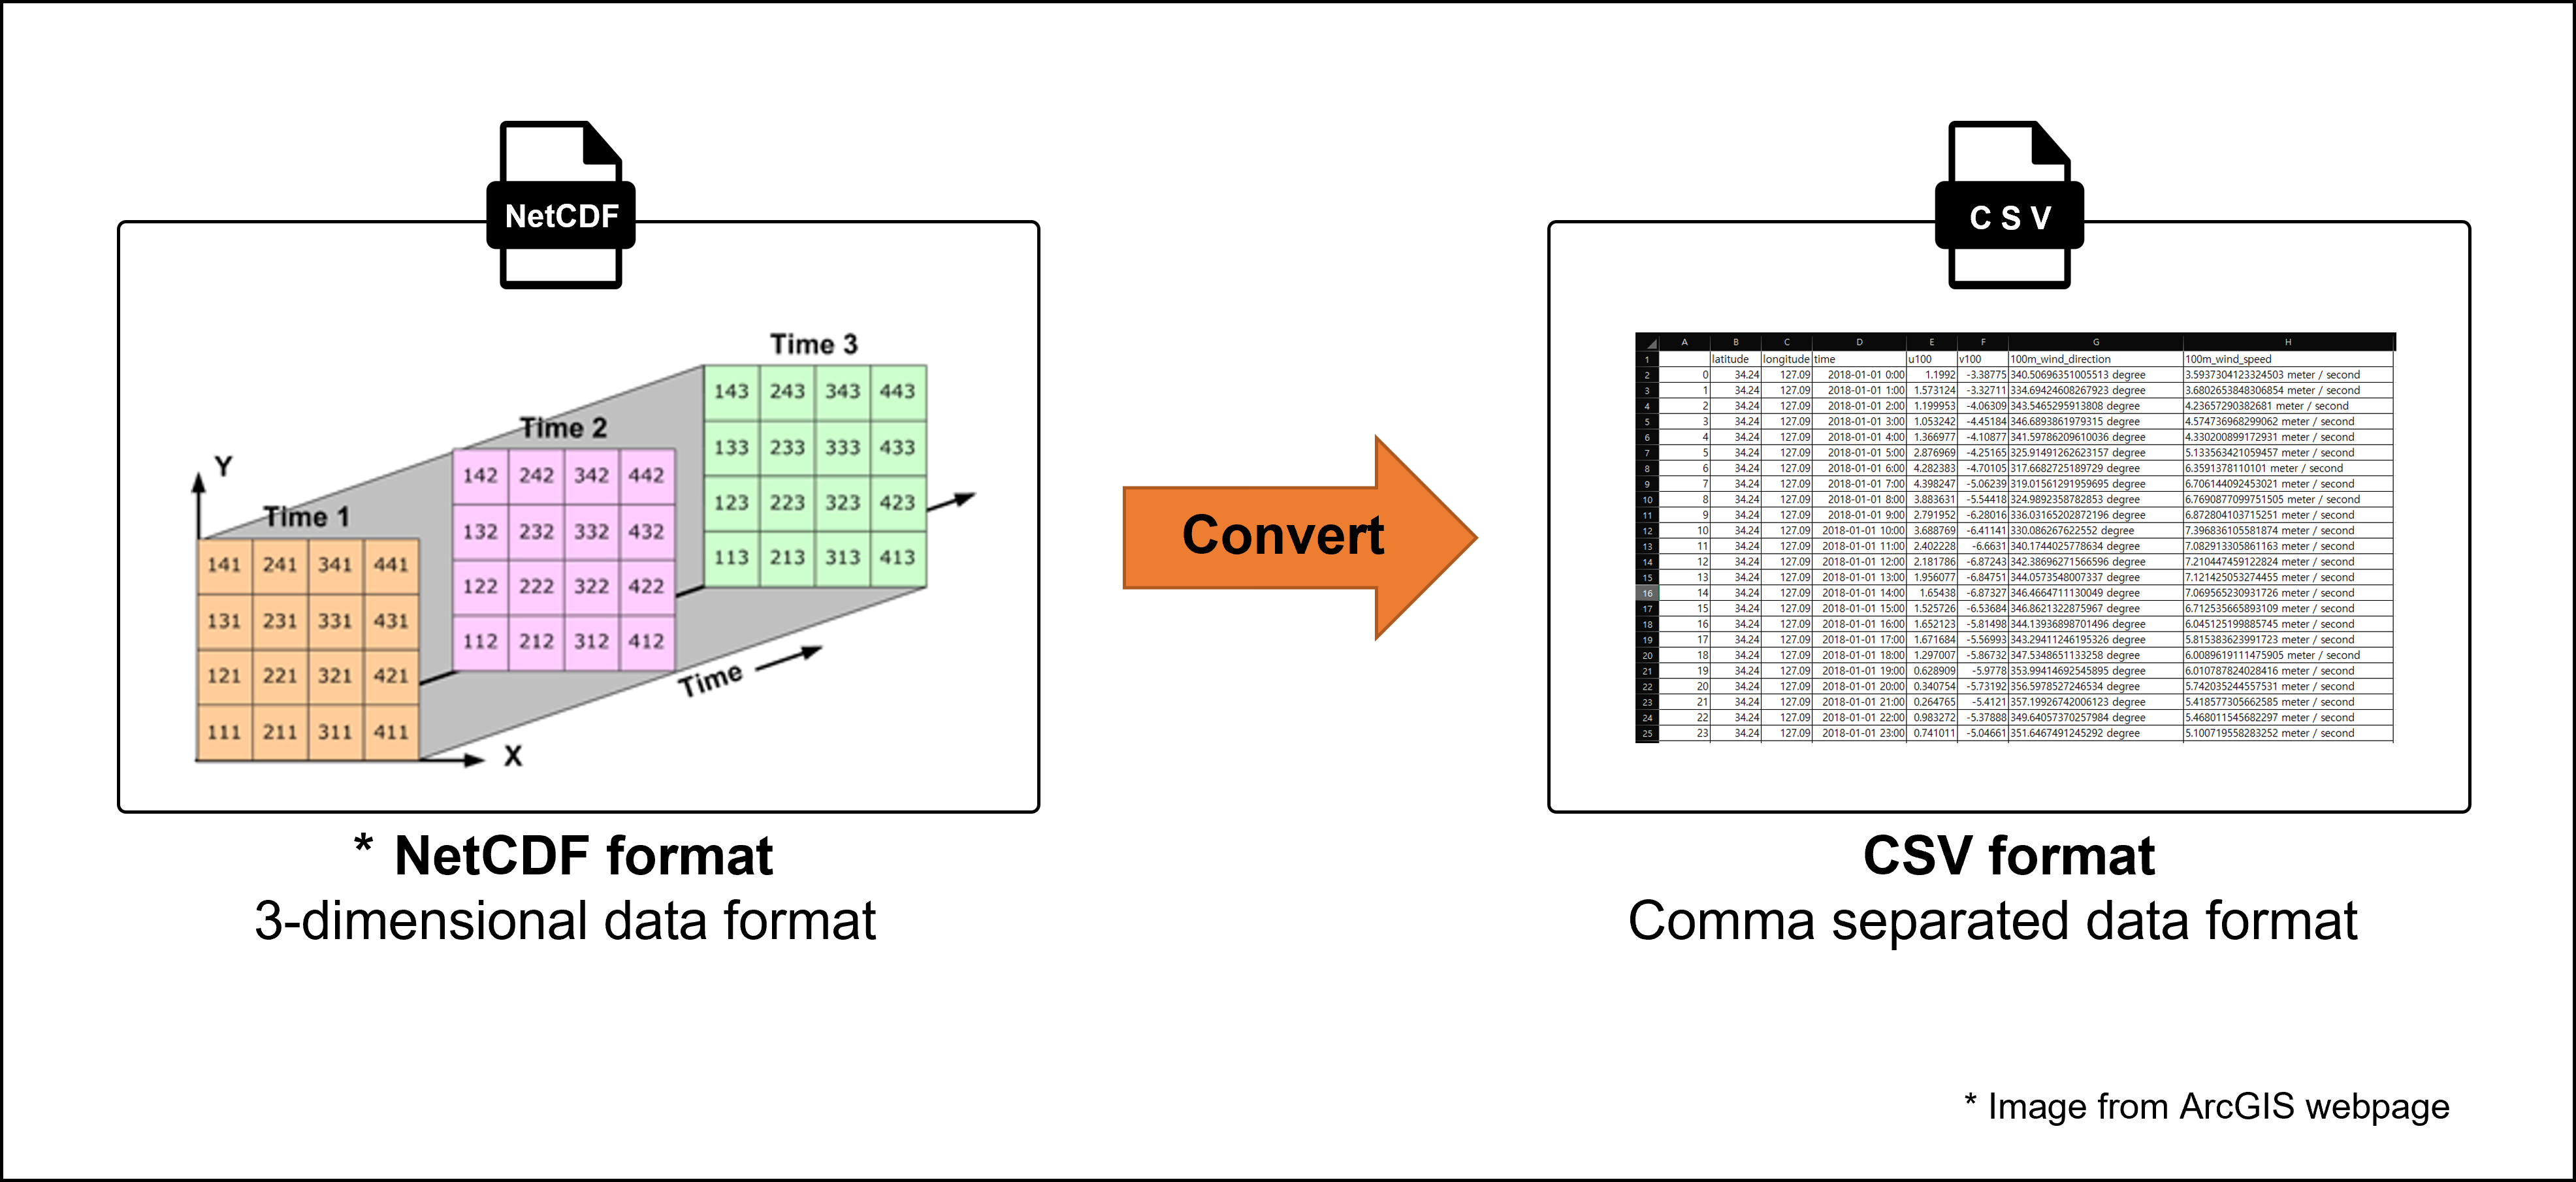 NetCDF
Time 3
143 243 343 443
133 233 333 433
123 223 323 423
113 213 313 413
Time 2
142 242 342 442
132 232 332 432
122 222 322 422
112 212 312 412
Y
Time 1
141 241 341 441
131 231 331 431
121 221 321 421
111 211 311 411
X
Time
* NetCDF format
3-dimensional data format
Convert
C S V
A B C D E F G H
1 latitude longitude time u100 v100 100m_wind_direction 100m_wind_speed
2 0 34.24 127.09 2018-01-01 0:00 1.1992 -3.38775 340.50696351005513 degree 3.5937304123324503 meter / second
3 1 34.24 127.09 2018-01-01 1:00 1.573124 -3.32711 334.69424608267923 degree 3.6802653848306854 meter / second
4 2 34.24 127.09 2018-01-01 2:00 1.199953 -4.06309 343.5465295913808 degree 4.23657290382681 meter / second
5 3 34.24 127.09 2018-01-01 3:00 1.053242 -4.45184 346.6893861979315 degree 4.574736968299062 meter / second
6 4 34.24 127.09 2018-01-01 4:00 1.366977 -4.10877 341.59786209610036 degree 4.330200899172931 meter / second
7 5 34.24 127.09 2018-01-01 5:00 2.876969 -4.25165 325.91491262623157 degree 5.133563421059457 meter / second
8 6 34.24 127.09 2018-01-01 6:00 4.282383 -4.70105 317.6682725189729 degree 6.3591378110101 meter / second
9 7 34.24 127.09 2018-01-01 7:00 4.398247 -5.06239 319.01561291959695 degree 6.706144092453021 meter / second
10 8 34.24 127.09 2018-01-01 8:00 3.883631 -5.54418 324.9892358782853 degree 6.7690877099751505 meter / second
11 9 34.24 127.09 2018-01-01 9:00 2.791952 -6.28016 336.03165202872196 degree 6.872804103715251 meter / second
12 10 34.24 127.09 2018-01-01 10:00 3.688769 -6.41141 330.086267622552 degree 7.396836105581874 meter / second
13 11 34.24 127.09 2018-01-01 11:00 2.402228 -6.6631 340.1744025778634 degree 7.082913305861163 meter / second
14 12 34.24 127.09 2018-01-01 12:00 2.181786 -6.87243 342.38696271566596 degree 7.210447459122824 meter / second
15 13 34.24 127.09 2018-01-01 13:00 1.956077 -6.84751 344.0573548007337 degree 7.121425053274455 meter / second
16 14 34.24 127.09 2018-01-01 14:00 1.65438 -6.87327 346.4664711130049 degree 7.069565230931726 meter / second
17 15 34.24 127.09 2018-01-01 15:00 1.525726 -6.53684 346.8621322875967 degree 6.712535665893109 meter / second
18 16 34.24 127.09 2018-01-01 16:00 1.652123 -5.81498 344.13936898701496 degree 6.045125199885745 meter / second
19 17 34.24 127.09 2018-01-01 17:00 1.671684 -5.56993 343.29411246195326 degree 5.815383623991723 meter / second
20 18 34.24 127.09 2018-01-01 18:00 1.297007 -5.86732 347.5348651133258 degree 6.0089619111475905 meter / second
21 19 34.24 127.09 2018-01-01 19:00 0.628909 -5.9778 353.99414692545895 degree 6.010787824028416 meter / second
22 20 34.24 127.09 2018-01-01 20:00 0.340754 -5.73192 356.5978527246534 degree 5.742035244557531 meter / second
23 21 34.24 127.09 2018-01-01 21:00 0.264765 -5.4121 357.19926742006123 degree 5.418577305662585 meter / second
24 22 34.24 127.09 2018-01-01 22:00 0.983272 -5.37888 349.64057370257984 degree 5.468011545682297 meter / second
25 23 34.24 127.09 2018-01-01 23:00 0.741011 -5.04661 351.6467491245292 degree 5.100719558283252 meter / second
CSV format
Comma separated data format
* Image from ArcGIS webpage